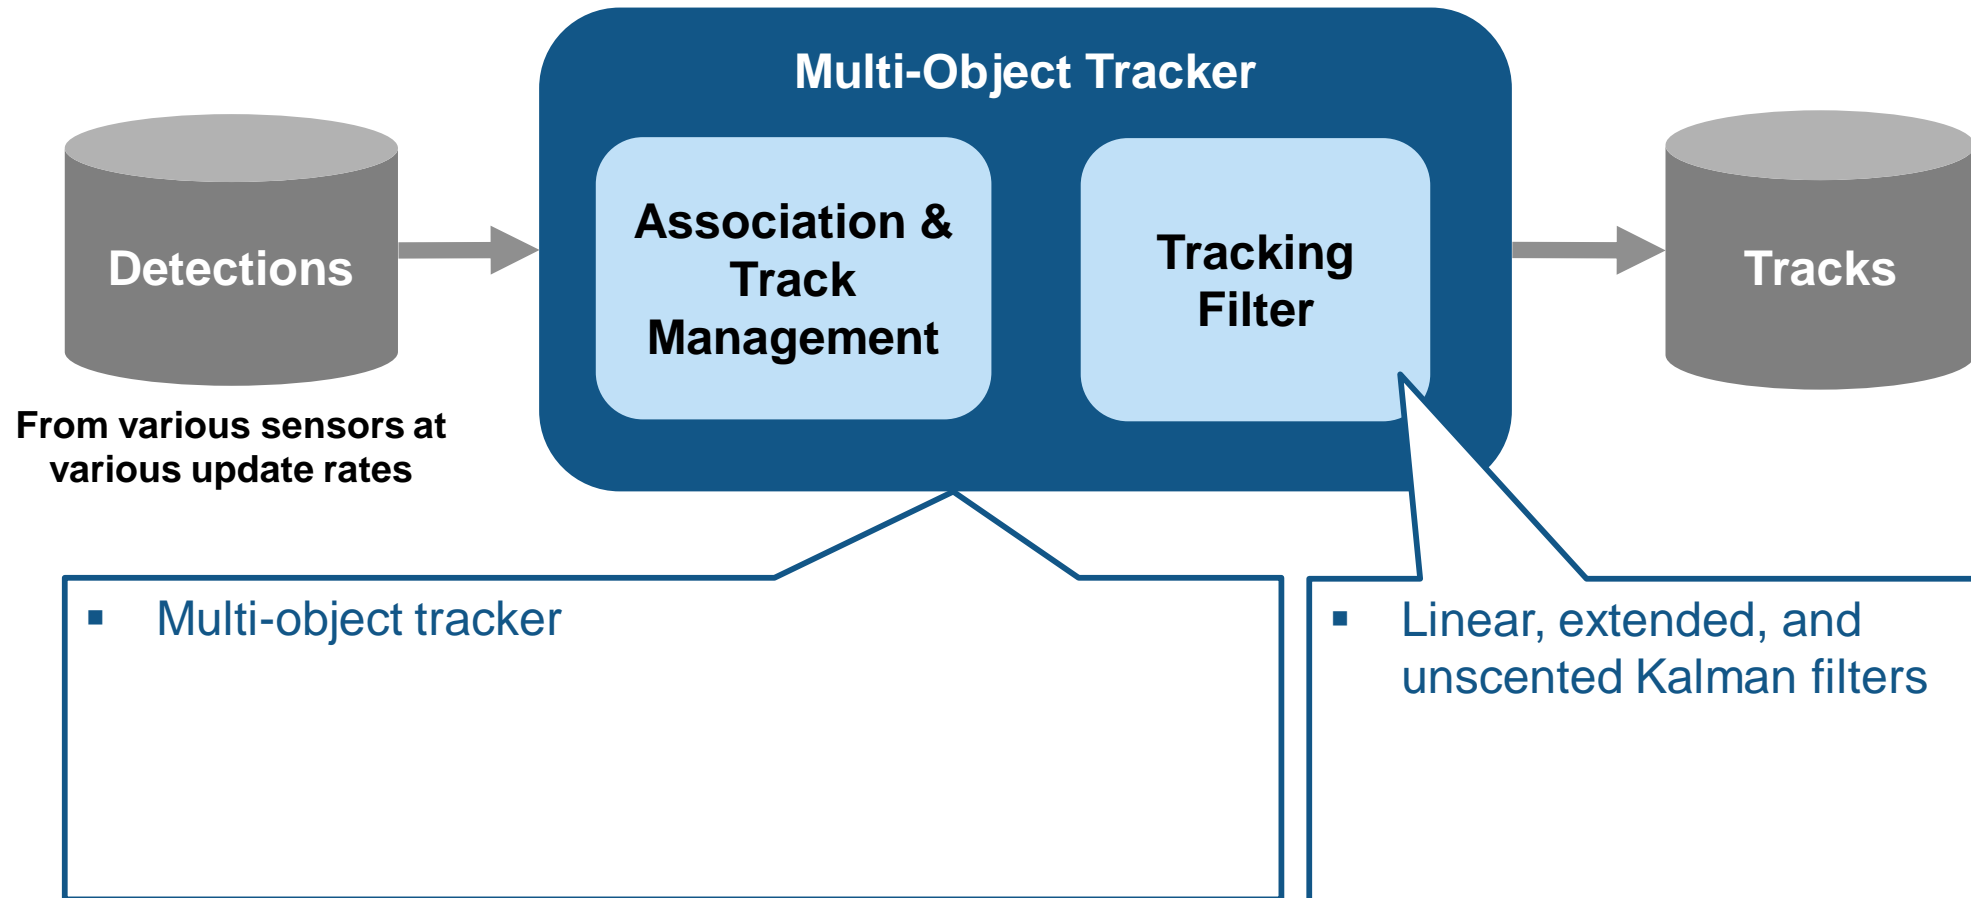 Multi-Object Tracker
Detections
Association &
Track
Management
Tracking
Filter
Tracks
From various sensors at
various update rates
▪ Multi-object tracker
▪ Linear, extended, and
unscented Kalman filters